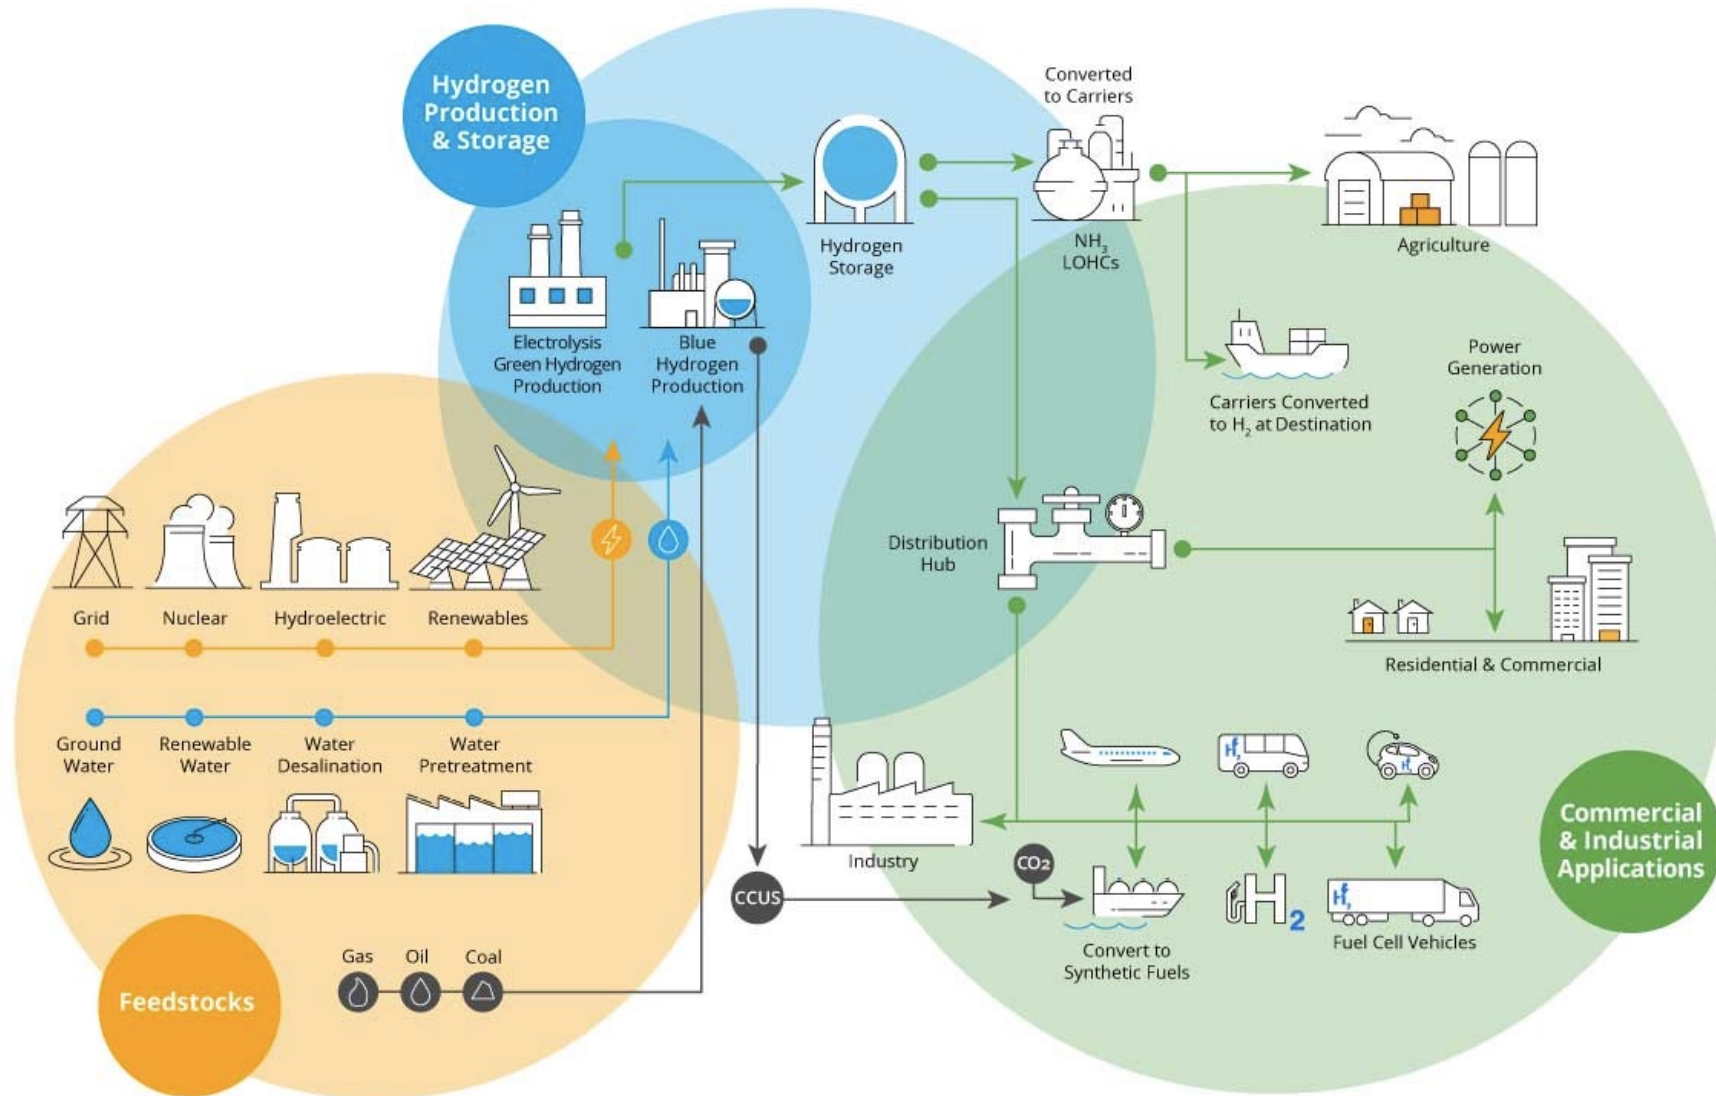 Hydrogen
Production
& Storage
Converted
to Carriers
Hydrogen
Storage
NH3
LOHCs
Agriculture
Electrolysis
Green Hydrogen
Production
Blue
Hydrogen
Production
Carriers Converted
to H2 at Destination
Power
Generation
Distribution
Hub
Grid
Nuclear
Hydroelectric
Renewables
Residential & Commercial
Ground
Water
Renewable
Water
Water
Desalination
Water
Pretreatment
Industry
CO2
CCUS
H2
Convert to
Synthetic Fuels
Fuel Cell Vehicles
Commercial
& Industrial
Applications
Gas
Oil
Coal
Feedstocks